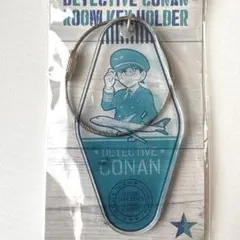 DETECTIVE CONAN
ROOM KEY HOLDER
DETECTIVE
CONAN